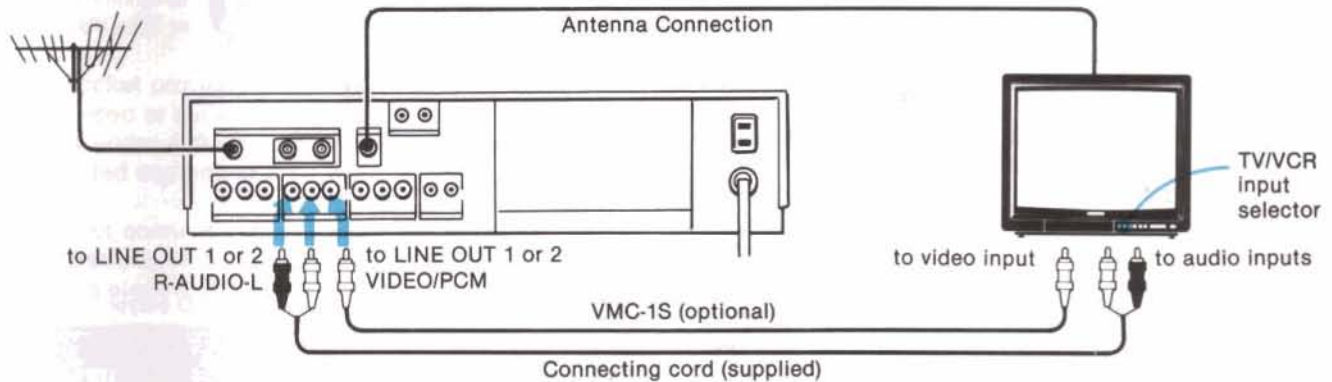 Antenna Connection
TV/VCR
input
selector
to LINE OUT 1 or 2
R-AUDIO-L
to LINE OUT 1 or 2
VIDEO/PCM
to video input
to audio inputs
VMC-1S (optional)
Connecting cord (supplied)